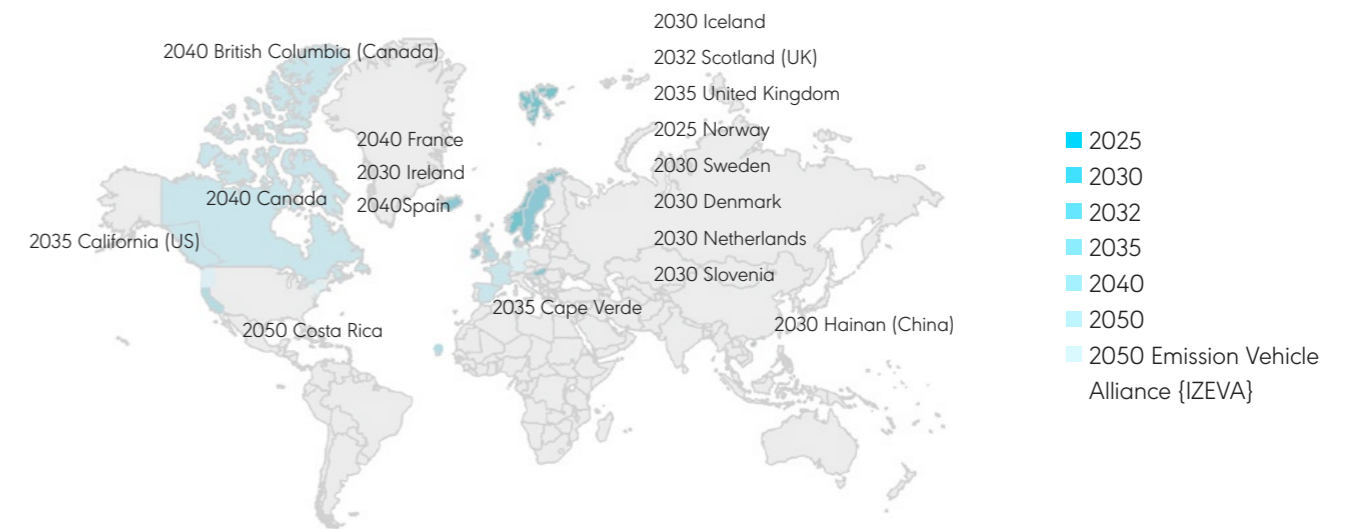 2040 British Columbia (Canada)
2040 France
2030 Ireland
2040 Canada
2040Spain
2035 California (US)
2050 Costa Rica
2030 Iceland
2032 Scotland (UK)
2035 United Kingdom
2025 Norway
2030 Sweden
2030 Denmark
2030 Netherlands
2030 Slovenia
2035 Cape Verde
2030 Hainan (China)
2025
2030
2032
2035
2040
2050
2050 Emission Vehicle
Alliance {IZEVA}